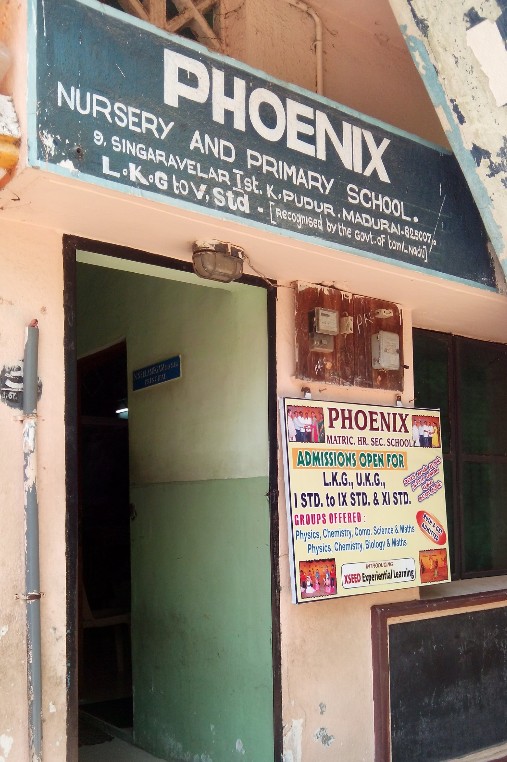 PHOENIX
NURSERY AND PRIMARY SCHOOL.
9, SINGARAVELAR Ist. K. PUDUR, MADURAI-625007,
L.K.G to V, Std - [Recognised by the govt. of tamil nadu]
PHOENIX
MATRIC. HR. SEC. SCHOOL
ADMISSIONS OPEN FOR
L.K.G., U.K.G.,
I STD. to IX STD. & XI STD.
GROUPS OFFERED :
Physics, Chemistry, Comp. Science & Maths
Physics, Chemistry, Biology & Maths
INTRODUCING
XSEED Experiential Learning